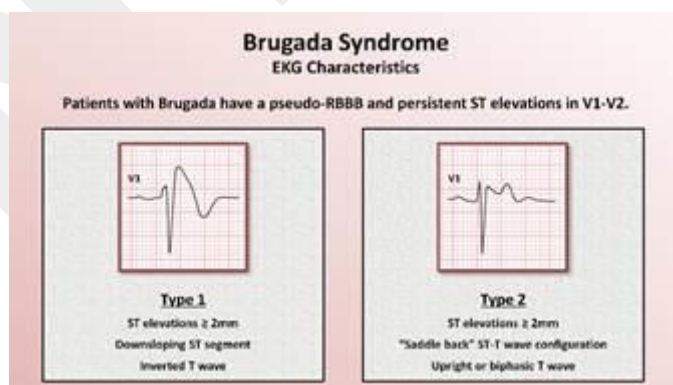 Brugada Syndrome
EKG Characteristics
Patients with Brugada have a pseudo-RBBB and persistent ST elevations in V1-V2.
V1
Type 1
ST elevations ≥ 2mm
Downsloping ST segment
Inverted T wave
V1
Type 2
ST elevations ≥ 2mm
"Saddle back" ST-T wave configuration
Upright or biphasic T wave